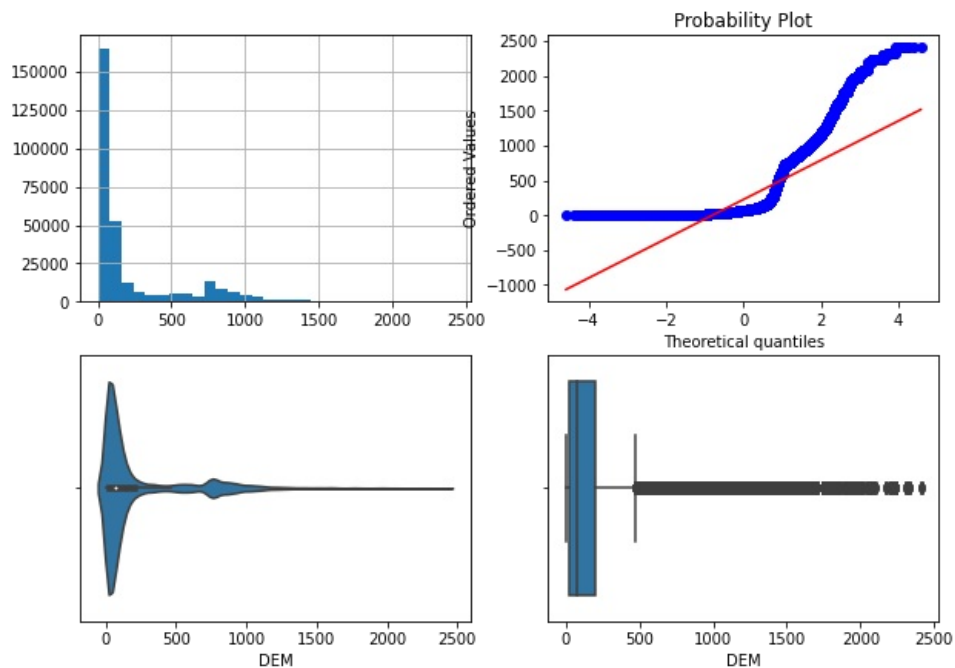 150000
125000
100000
75000
50000
25000
0
0 500 1000 1500 2000 2500
Probability Plot
Ordered Values
2500
2000
1500
1000
500
0
−500
−1000
−4 −2 0 2 4
Theoretical quantiles
0 500 1000 1500 2000 2500
DEM
0 500 1000 1500 2000 2500
DEM